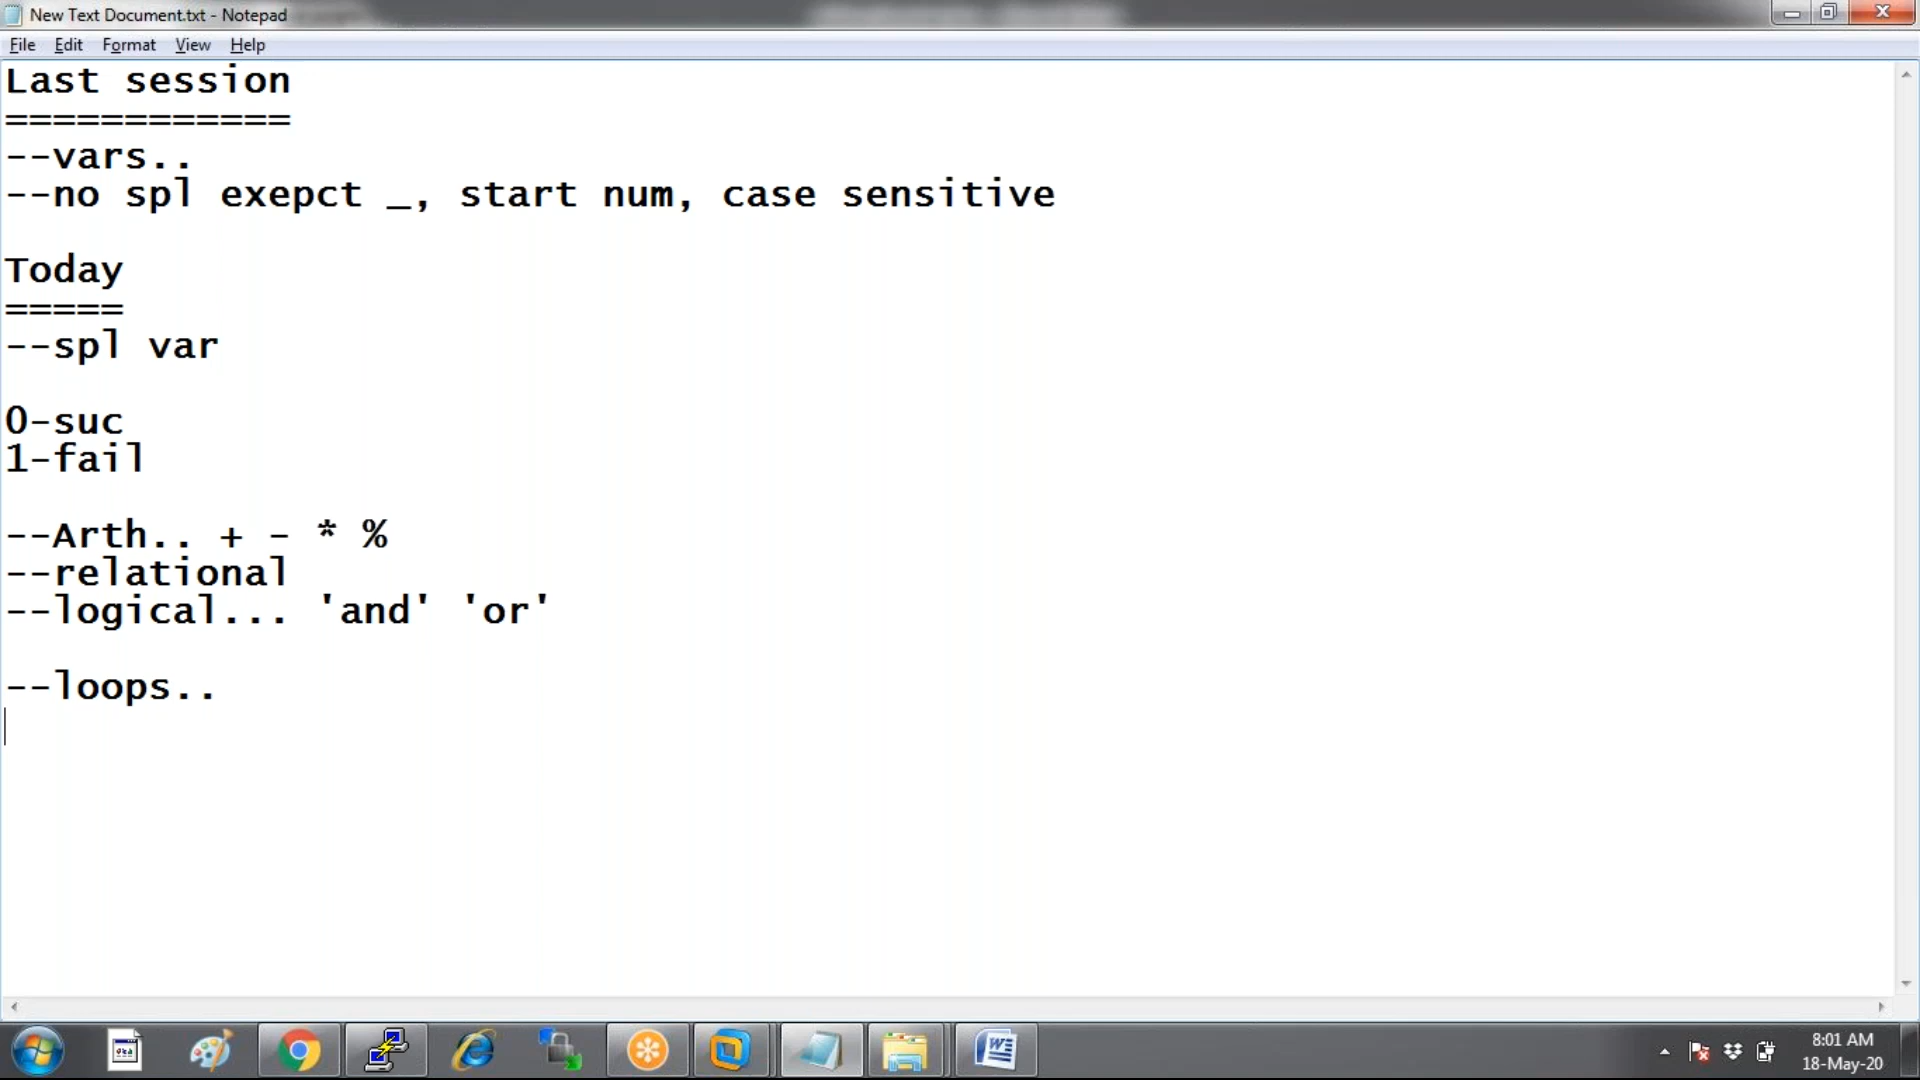 New Text Document.txt - Notepad
File Edit Format View Help
Last session
============
--vars..
--no spl exepct _, start num, case sensitive
Today
=====
--spl var
0-suc
1-fail
--Arth.. + - * %
--relational
--logical... 'and' 'or'
--loops..
8:01 AM
18-May-20